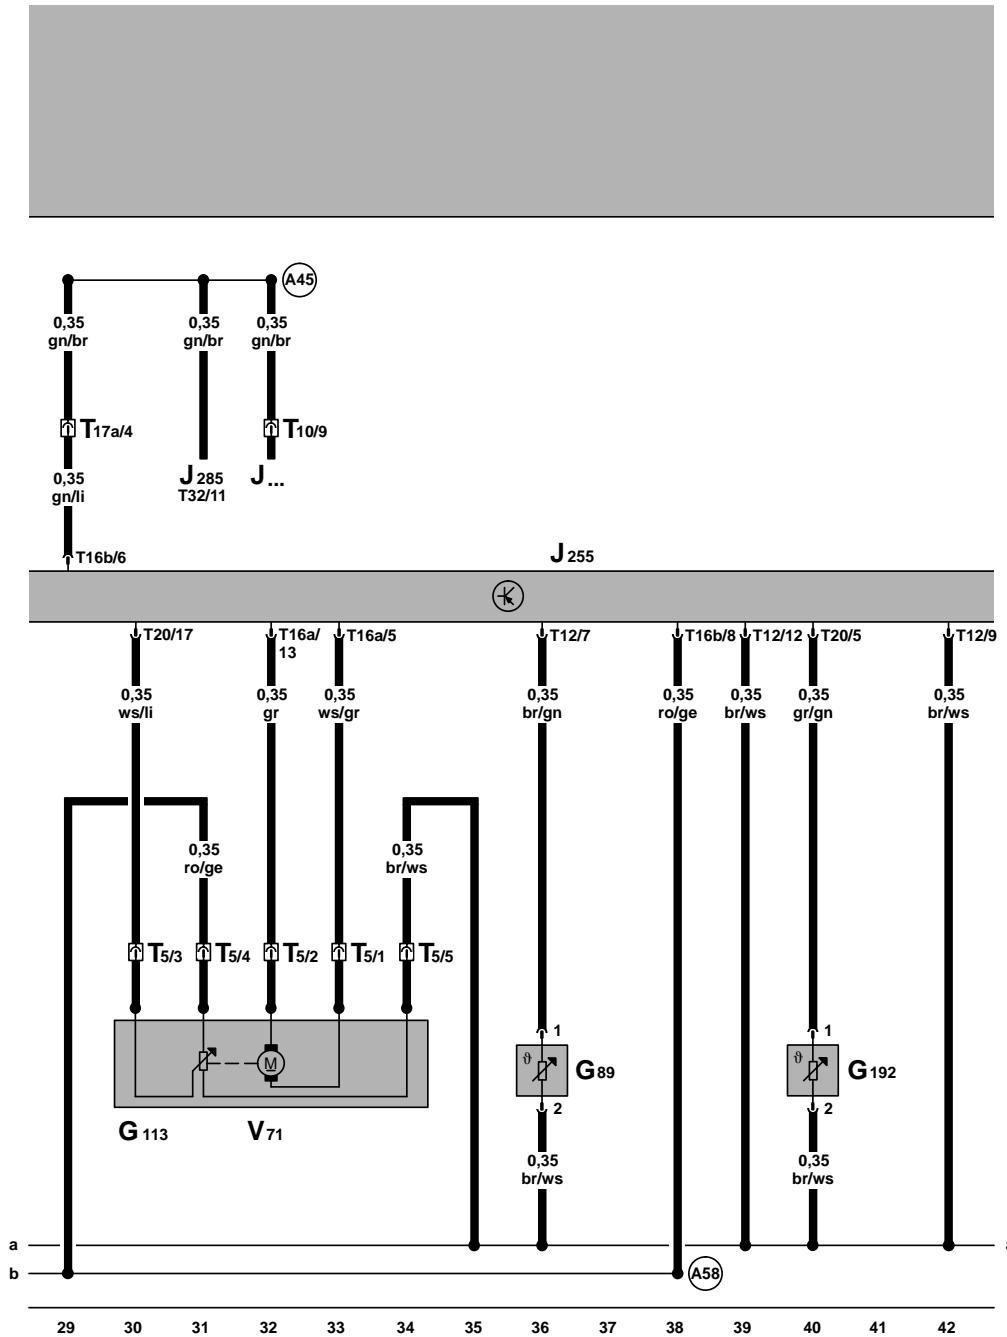 A45
0,35 0,35 0,35
gn/br gn/br gn/br
T17a/4 T10/9
0,35 J285 J...
gn/li T32/11
T16b/6 J255
T20/17 T16a/ T16a/5 T12/7 T16b/8 T12/12 T20/5 T12/9
13
0,35 0,35 0,35 0,35 0,35 0,35 0,35 0,35
ws/li gr ws/gr br/gn ro/ge br/ws gr/gn br/ws
0,35 0,35
ro/ge br/ws
T5/3 T5/4 T5/2 T5/1 T5/5
1 1
M ϑ G89 ϑ G192
2 2
G113 V71
0,35 0,35
br/ws br/ws
a
b A58
29 30 31 32 33 34 35 36 37 38 39 40 41 42